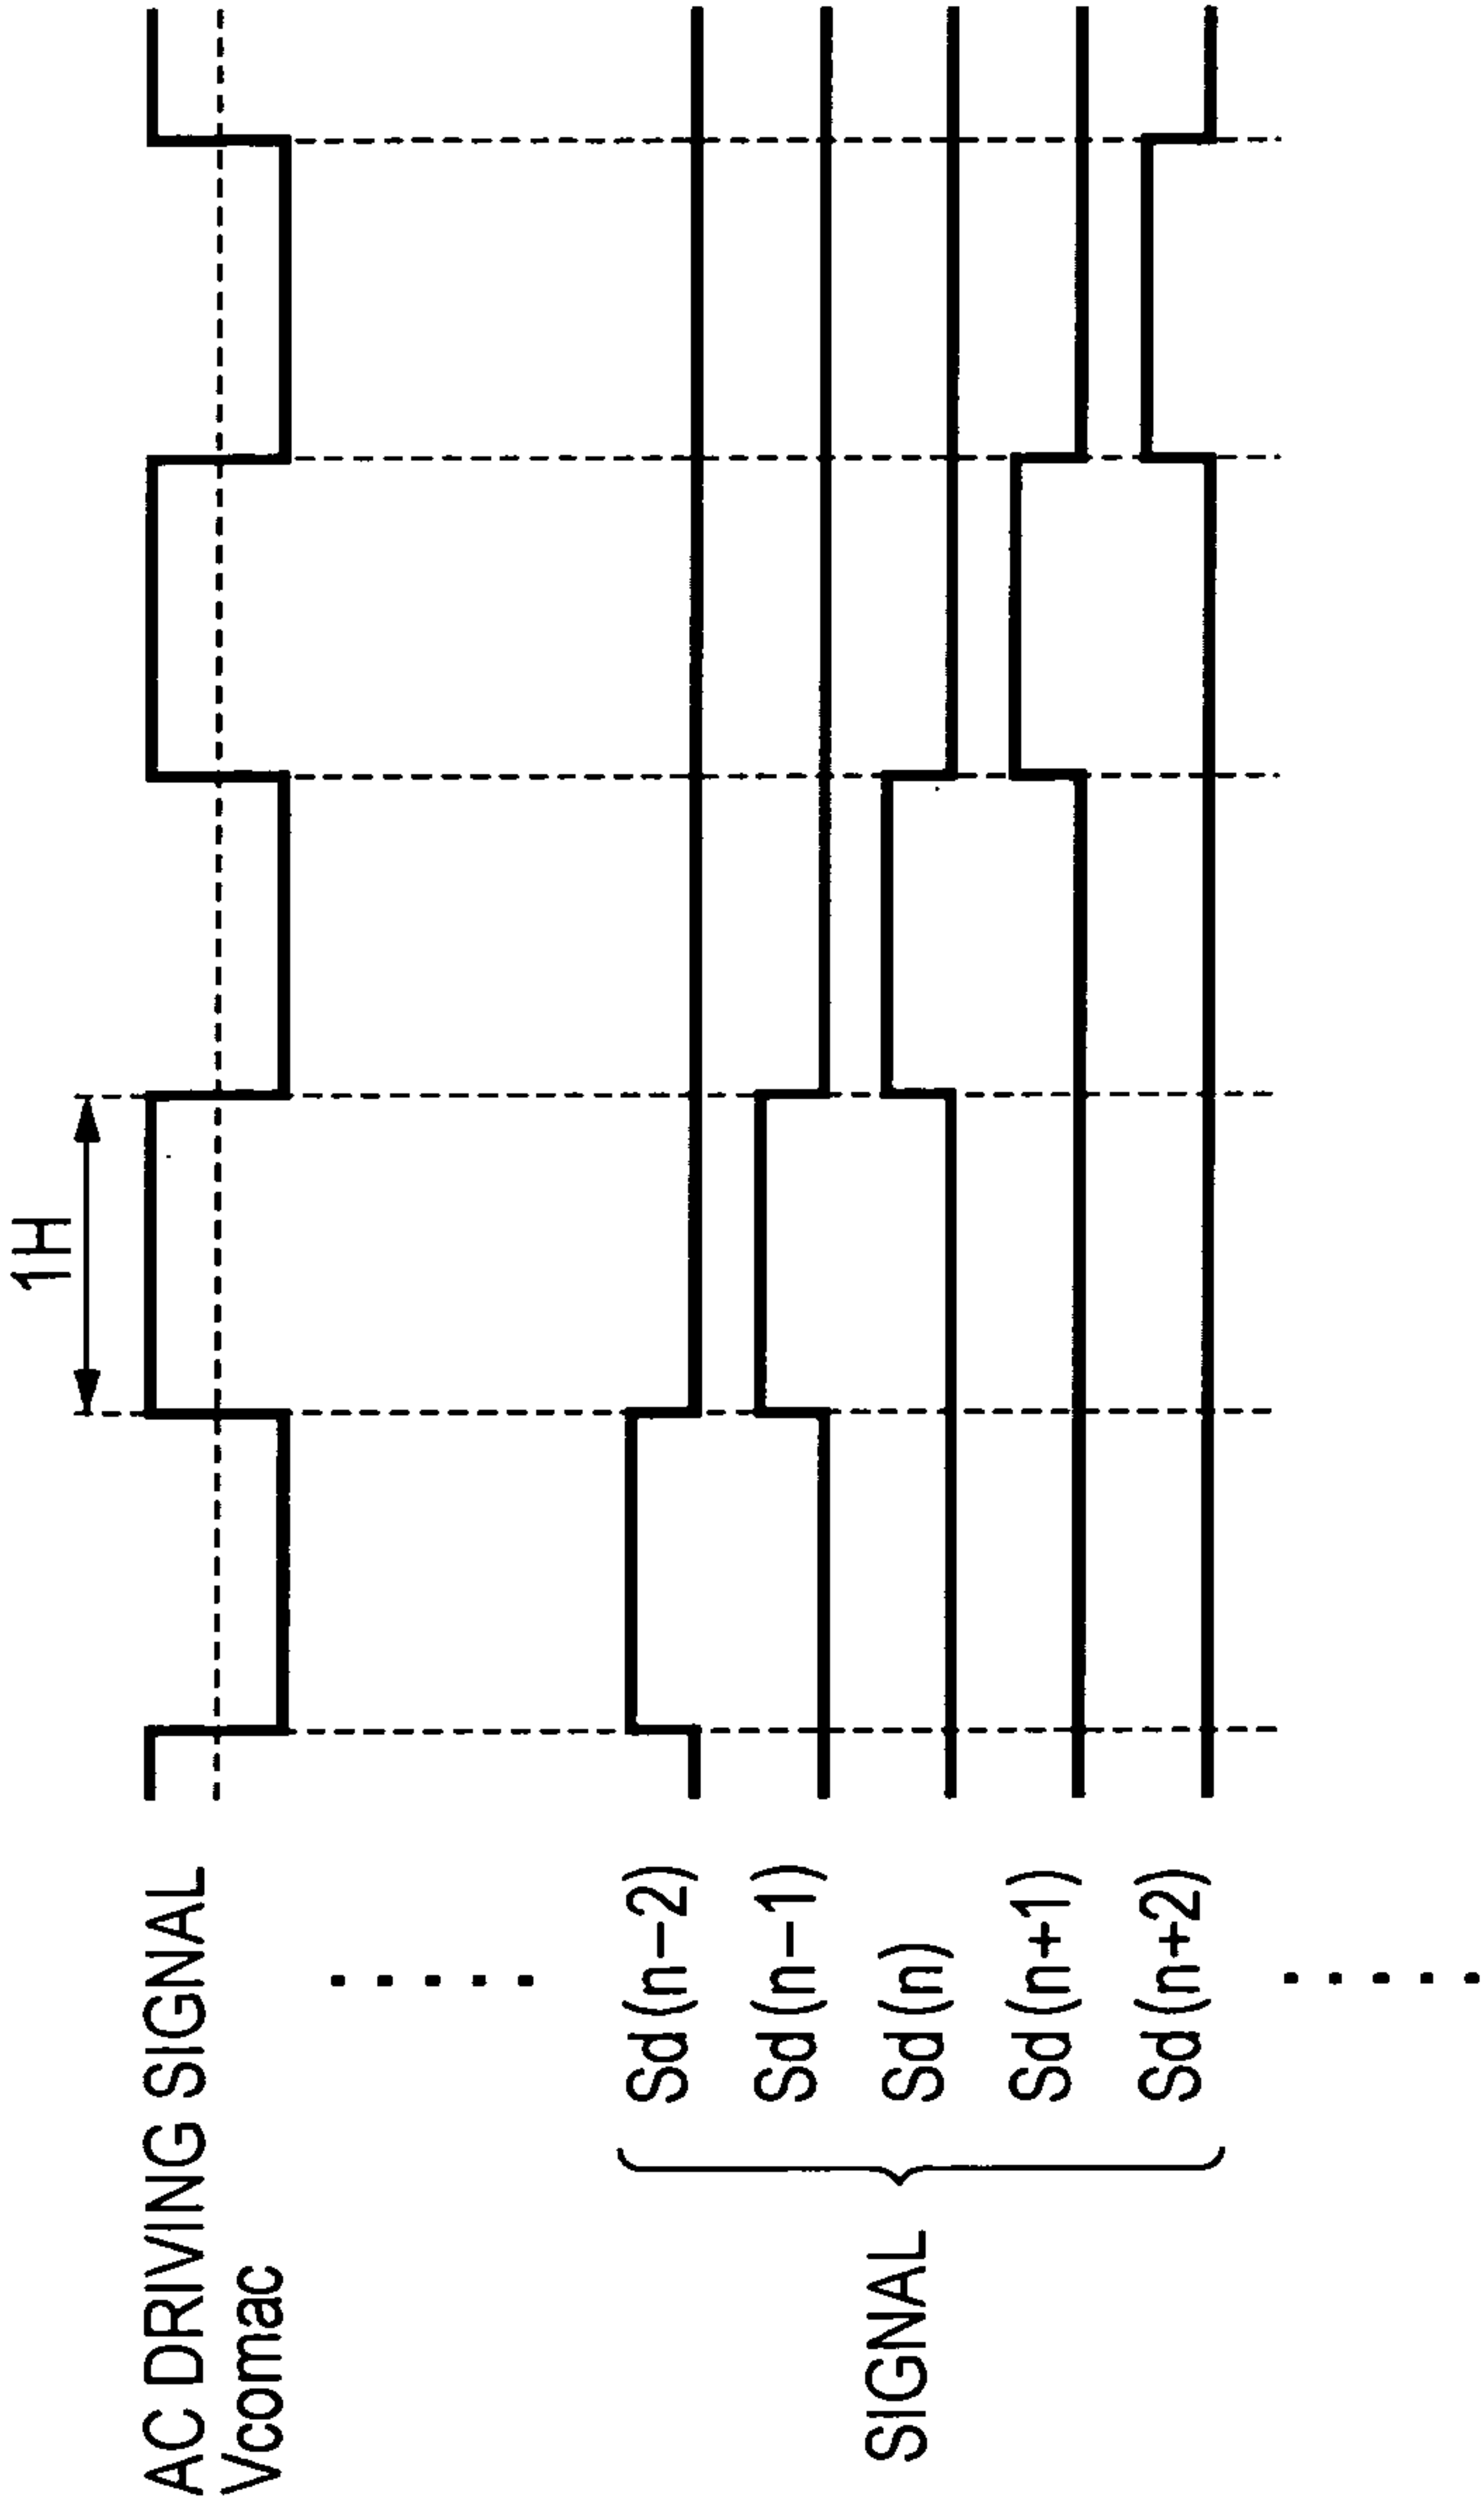 1H
AC DRIVING SIGNAL
Vcomac
.....
SIGNAL
Sd(n-2)
Sd(n-1)
Sd(n)
Sd(n+1)
Sd(n+2)
.....